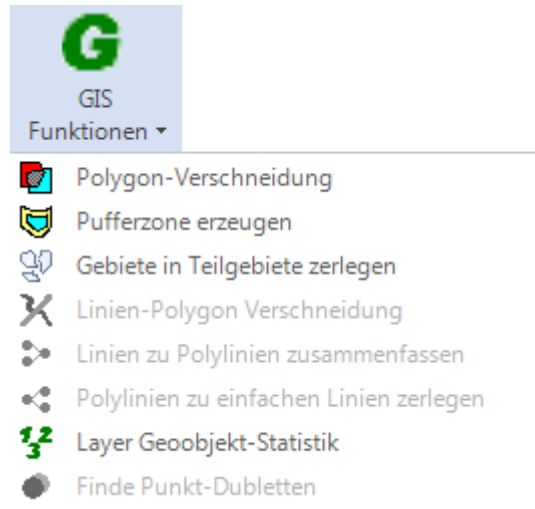 G
GIS
Funktionen
Polygon-Verschneidung
Pufferzone erzeugen
Gebiete in Teilgebiete zerlegen
Linien-Polygon Verschneidung
Linien zu Polylinien zusammenfassen
Polylinien zu einfachen Linien zerlegen
123 Layer Geoobjekt-Statistik
Finde Punkt-Dubletten